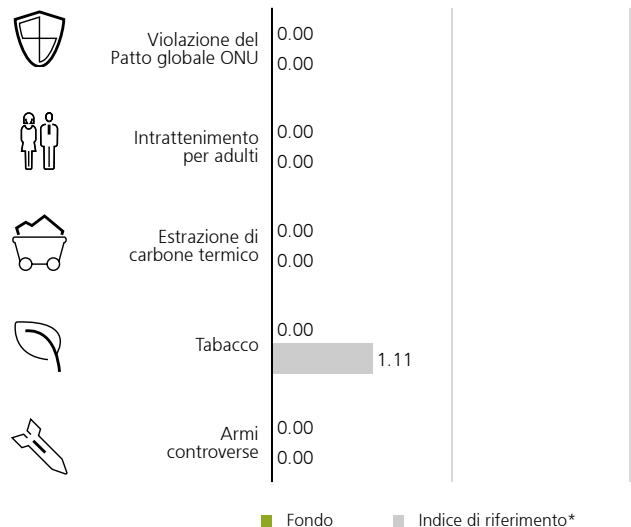 Violazione del
Patto globale ONU
0.00
0.00
Intrattenimento
per adulti
0.00
0.00
Estrazione di
carbone termico
0.00
0.00
Tabacco
0.00
1.11
Armi
controverse
0.00
0.00
Fondo
Indice di riferimento*